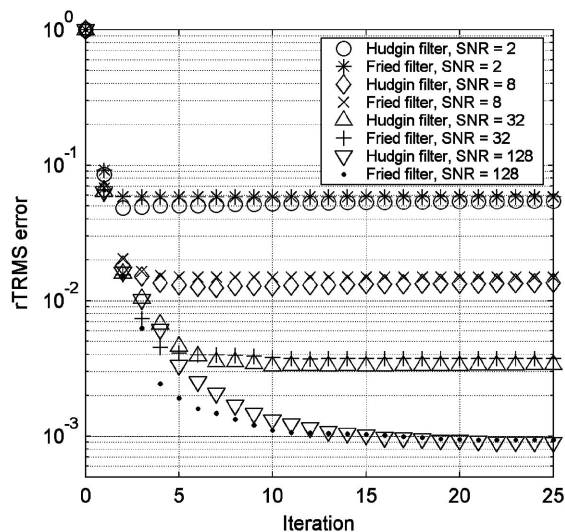 10^0
10^-1
10^-2
10^-3
rTRMS error
Hudgin filter, SNR = 2
Fried filter, SNR = 2
Hudgin filter, SNR = 8
Fried filter, SNR = 8
Hudgin filter, SNR = 32
Fried filter, SNR = 32
Hudgin filter, SNR = 128
Fried filter, SNR = 128
0 5 10 15 20 25
Iteration